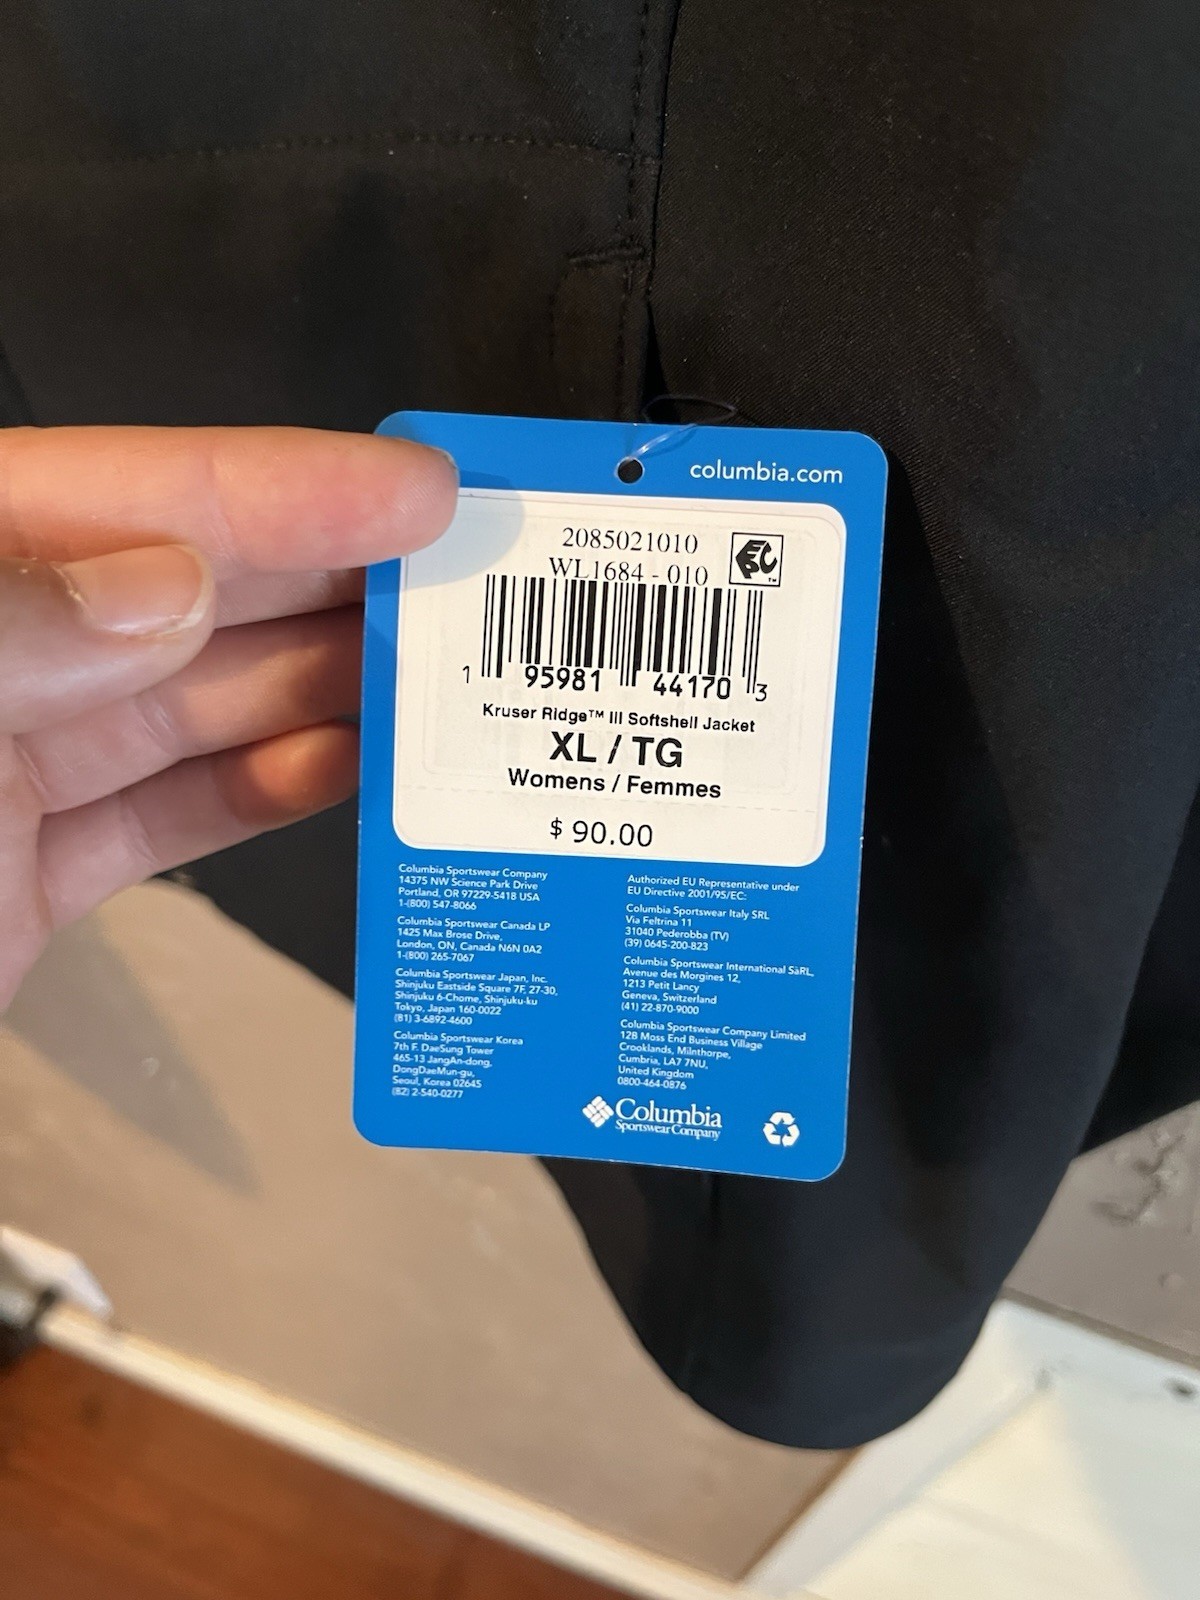 columbia.com
2085021010
WL1684 - 010
1 95981 44170 3
Kruser Ridge™ III Softshell Jacket
XL / TG
Womens / Femmes
$ 90.00
Columbia Sportswear Company
14375 NW Science Park Drive
Portland, OR 97229-5418 USA
1-(800) 547-8066
Columbia Sportswear Canada LP
1425 Max Brose Drive,
London, ON, Canada N6N 0A2
1-(800) 265-7067
Columbia Sportswear Japan, Inc.
Shinjuku Eastside Square 7F, 27-30,
Shinjuku 6-Chome, Shinjuku-ku
Tokyo, Japan 160-0022
(81) 3-6892-4600
Columbia Sportswear Korea
7th F. DaeSung Tower
465-13 JangAn-dong,
DongDaeMun-gu,
Seoul, Korea 02645
(82) 2-540-0277
Authorized EU Representative under
EU Directive 2001/95/EC:
Columbia Sportswear Italy SRL
Via Feltrina 11
31040 Pederobba (TV)
(39) 0645-200-823
Columbia Sportswear International SàRL,
Avenue des Morgines 12,
1213 Petit Lancy
Geneva, Switzerland
(41) 22-870-9000
Columbia Sportswear Company Limited
12B Moss End Business Village
Crooklands, Milnthorpe,
Cumbria, LA7 7NU,
United Kingdom
0800-464-0876
Columbia
Sportswear Company